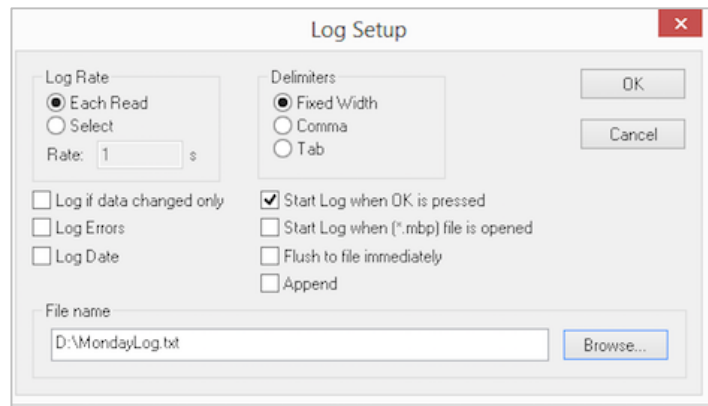 Log Setup
Log Rate
Each Read
Select
Rate: 1 s
Delimiters
Fixed Width
Comma
Tab
OK
Cancel
Log if data changed only
Log Errors
Log Date
Start Log when OK is pressed
Start Log when (*.mbp) file is opened
Flush to file immediately
Append
File name
D:\MondayLog.txt
Browse...